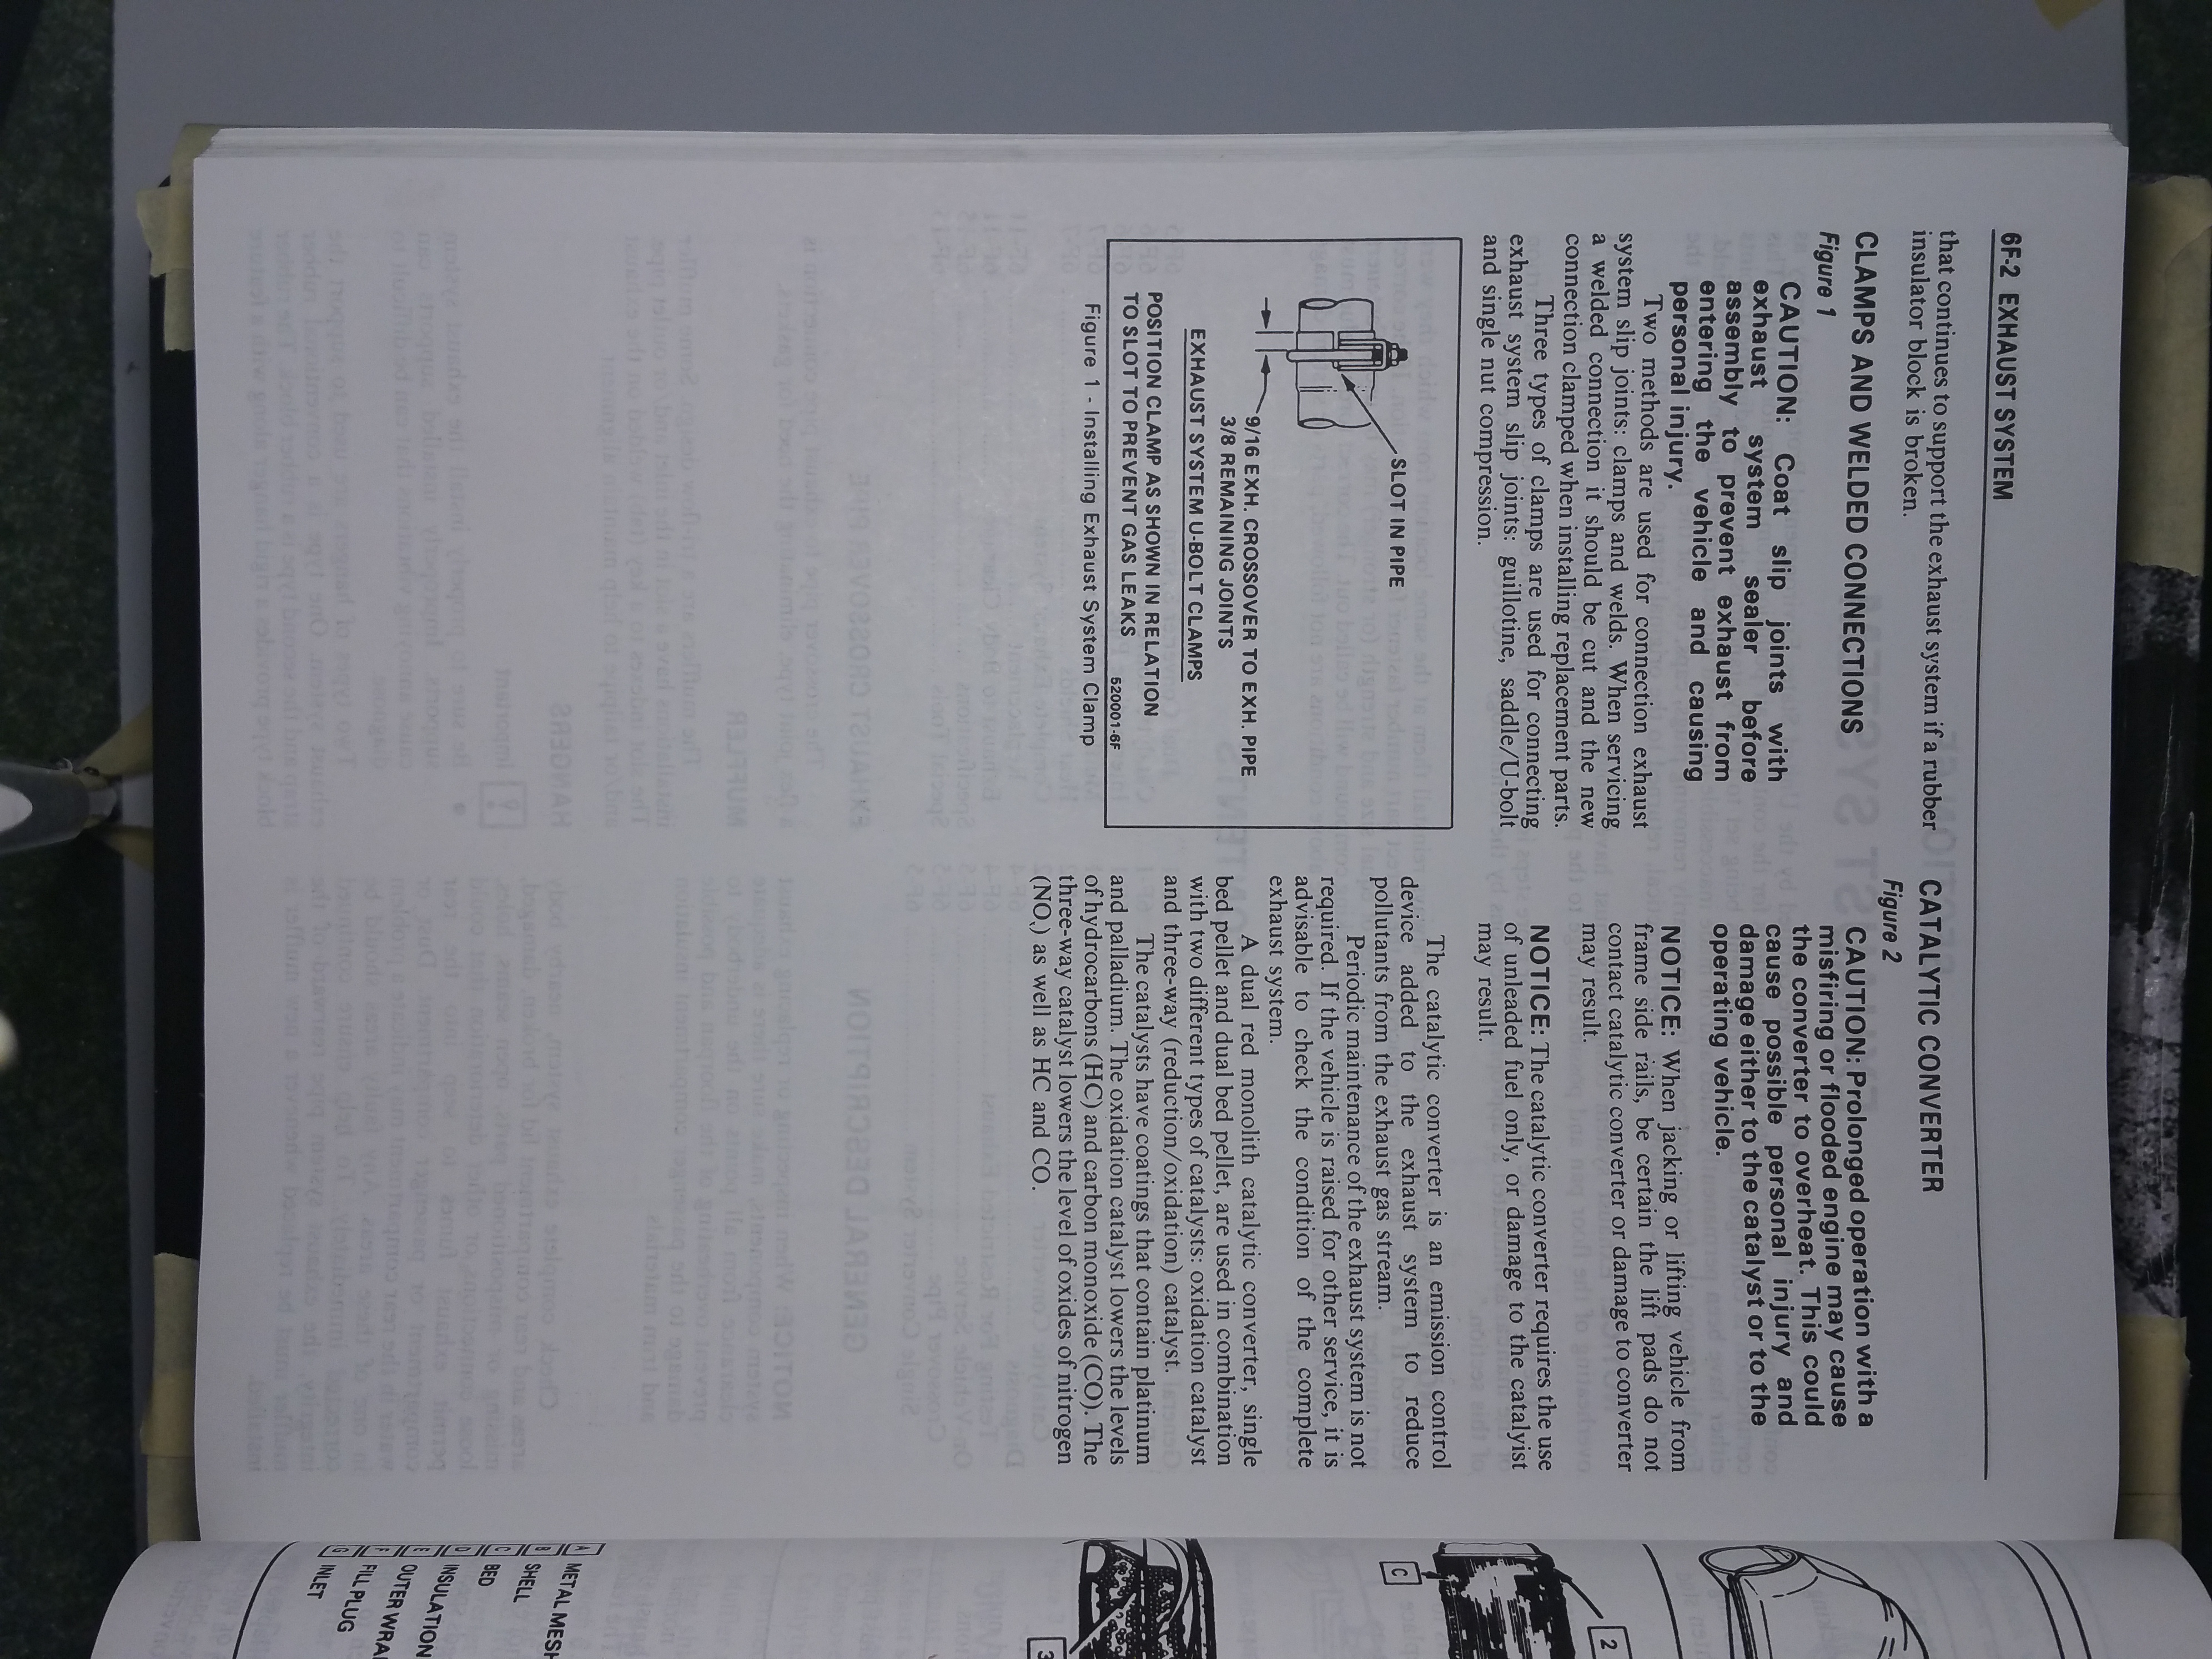 6F-2 EXHAUST SYSTEM
that continues to support the exhaust system if a rubber
insulator block is broken.
CLAMPS AND WELDED CONNECTIONS
Figure 1
CAUTION: Coat slip joints with
exhaust system sealer before
assembly to prevent exhaust from
entering the vehicle and causing
personal injury.
Two methods are used for connection exhaust
system slip joints: clamps and welds. When servicing
a welded connection it should be cut and the new
connection clamped when installing replacement parts.
Three types of clamps are used for connecting
exhaust system slip joints: guillotine, saddle/U-bolt
and single nut compression.
SLOT IN PIPE
9/16 EXH. CROSSOVER TO EXH. PIPE
3/8 REMAINING JOINTS
EXHAUST SYSTEM U-BOLT CLAMPS
POSITION CLAMP AS SHOWN IN RELATION
TO SLOT TO PREVENT GAS LEAKS
520001-6F
Figure 1 - Installing Exhaust System Clamp
CATALYTIC CONVERTER
Figure 2
CAUTION: Prolonged operation with a
misfiring or flooded engine may cause
the converter to overheat. This could
cause possible personal injury and
damage either to the catalyst or to the
operating vehicle.
NOTICE: When jacking or lifting vehicle from
frame side rails, be certain the lift pads do not
contact catalytic converter or damage to converter
may result.
NOTICE: The catalytic converter requires the use
of unleaded fuel only, or damage to the catalyist
may result.
The catalytic converter is an emission control
device added to the exhaust system to reduce
pollutants from the exhaust gas stream.
Periodic maintenance of the exhaust system is not
required. If the vehicle is raised for other service, it is
advisable to check the condition of the complete
exhaust system.
A dual red monolith catalytic converter, single
bed pellet and dual bed pellet, are used in combination
with two different types of catalysts: oxidation catalyst
and three-way (reduction/oxidation) catalyst.
The catalysts have coatings that contain platinum
and palladium. The oxidation catalyst lowers the levels
of hydrocarbons (HC) and carbon monoxide (CO). The
three-way catalyst lowers the level of oxides of nitrogen
(NOx) as well as HC and CO.
2
C
3
A METAL MESH
B SHELL
C BED
D INSULATION
E OUTER WRA
F FILL PLUG
G INLET